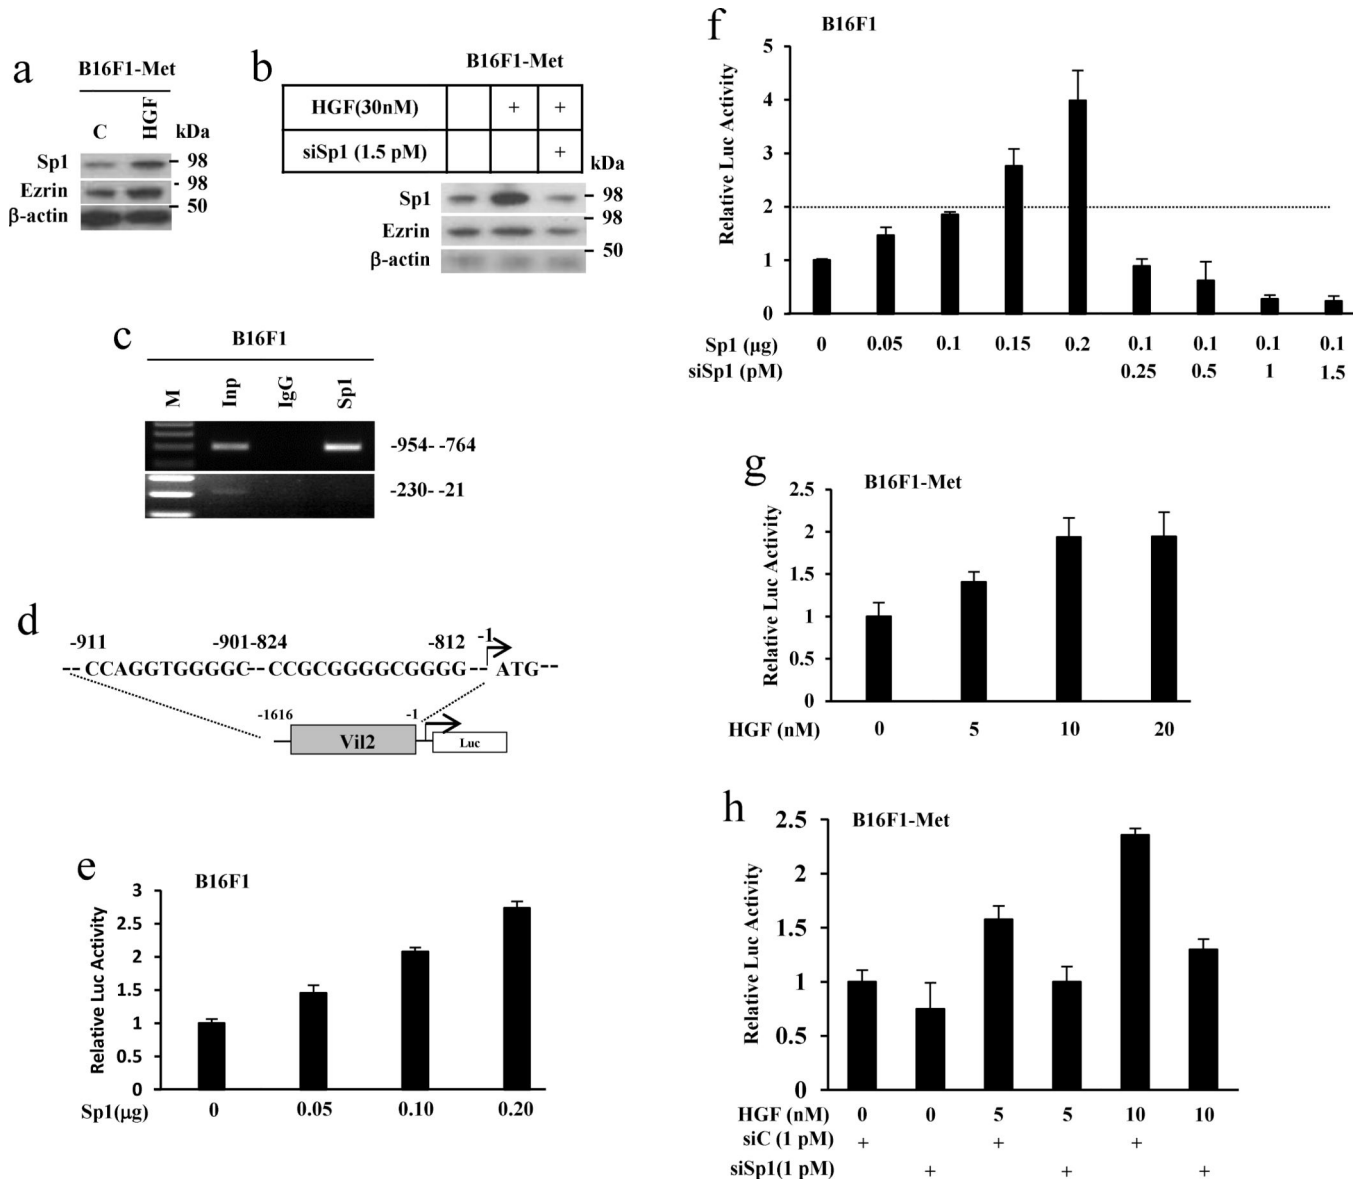 a
B16F1-Met
C HGF kDa
Sp1 - 98
Ezrin - 98
β-actin 50
b
B16F1-Met
HGF(30nM) + +
siSp1 (1.5 pM) +
kDa
Sp1 98
Ezrin 98
β-actin 50
c
B16F1
M Inp IgG Sp1
-954- -764
-230- -21
d
-911 -901-824 -812 -1
--CCAGGTGGGGC--CCGCGGGGCGGGG-- ATG--
-1616 -1
Vil2 Luc
e
B16F1
Relative Luc Activity
3
2.5
2
1.5
1
0.5
0
Sp1(µg) 0 0.05 0.10 0.20
f
B16F1
Relative Luc Activity
5
4
3
2
1
0
Sp1 (µg) 0 0.05 0.1 0.15 0.2 0.1 0.1 0.1 0.1
siSp1 (pM) 0.25 0.5 1 1.5
g
B16F1-Met
Relative Luc Activity
2.5
2
1.5
1
0.5
0
HGF (nM) 0 5 10 20
h
B16F1-Met
Relative Luc Activity
2.5
2
1.5
1
0.5
0
HGF (nM) 0 0 5 5 10 10
siC (1 pM) + + +
siSp1(1 pM) + + +